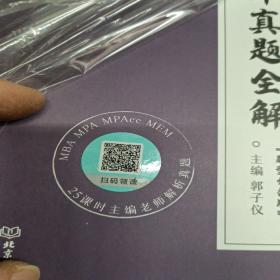 真题全解
主编 郭子仪
MBA MPA MPAcc MEM
扫码领课
25课时主编老师解析真题
北京